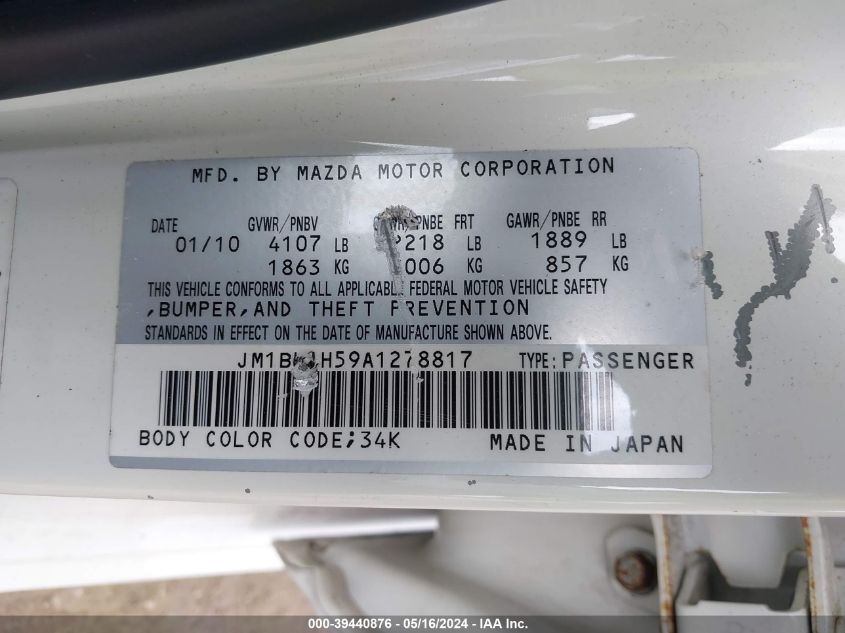 MFD. BY MAZDA MOTOR CORPORATION
DATE GVWR/PNBV FRT GAWR/PNBE RR
01/10 4107 LB LB 1889 LB
1863 KG KG 857 KG
THIS VEHICLE CONFORMS TO ALL APPLICABLE FEDERAL MOTOR VEHICLE SAFETY
,BUMPER,AND THEFT PREVENTION
STANDARDS IN EFFECT ON THE DATE OF MANUFACTURE SHOWN ABOVE.
TYPE:PASSENGER
BODY COLOR CODE;34K MADE IN JAPAN
000-39440876 - 05/16/2024 - IAA Inc.